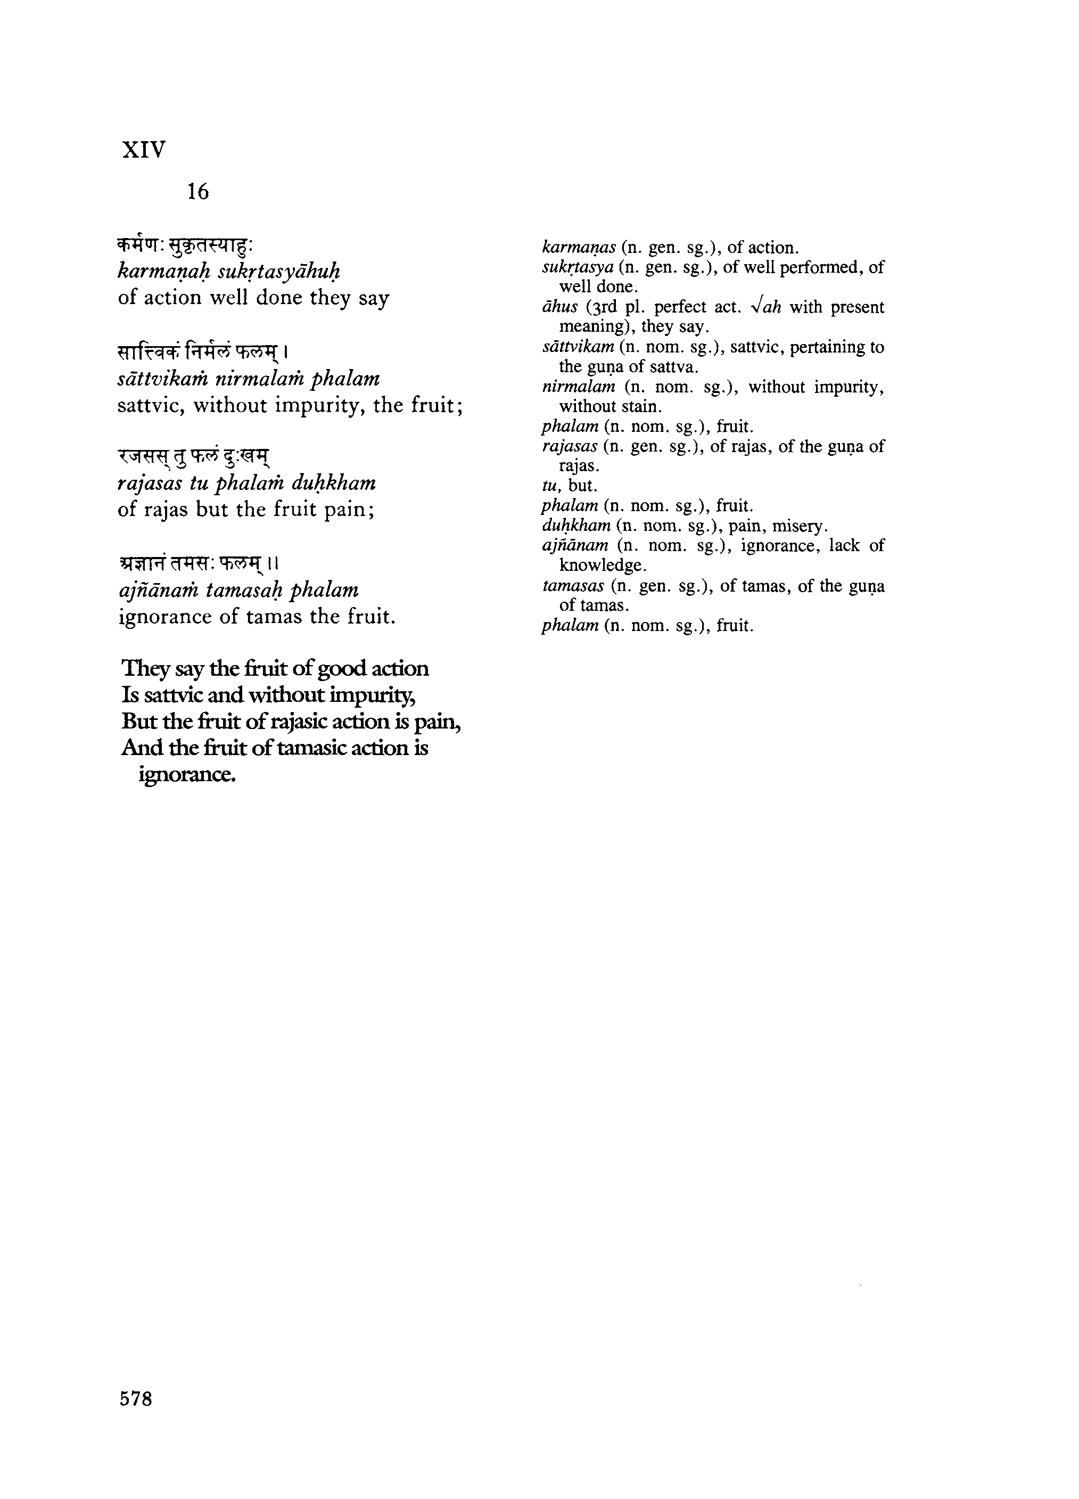 XIV
16
कर्मणः सुकृतस्याहुः
karmaṇaḥ sukṛtasyāhuḥ
of action well done they say
सात्त्विकं निर्मलं फलम् ।
sāttvikaṁ nirmalaṁ phalam
sattvic, without impurity, the fruit;
रजसस् तु फलं दुःखम्
rajasas tu phalaṁ duḥkham
of rajas but the fruit pain;
अज्ञानं तमसः फलम् ॥
ajñānaṁ tamasaḥ phalam
ignorance of tamas the fruit.
They say the fruit of good action
Is sattvic and without impurity,
But the fruit of rajasic action is pain,
And the fruit of tamasic action is
ignorance.
karmaṇas (n. gen. sg.), of action.
sukṛtasya (n. gen. sg.), of well performed, of
well done.
āhus (3rd pl. perfect act. √ah with present
meaning), they say.
sāttvikam (n. nom. sg.), sattvic, pertaining to
the guṇa of sattva.
nirmalam (n. nom. sg.), without impurity,
without stain.
phalam (n. nom. sg.), fruit.
rajasas (n. gen. sg.), of rajas, of the guṇa of
rajas.
tu, but.
phalam (n. nom. sg.), fruit.
duḥkham (n. nom. sg.), pain, misery.
ajñānam (n. nom. sg.), ignorance, lack of
knowledge.
tamasas (n. gen. sg.), of tamas, of the guṇa
of tamas.
phalam (n. nom. sg.), fruit.
578